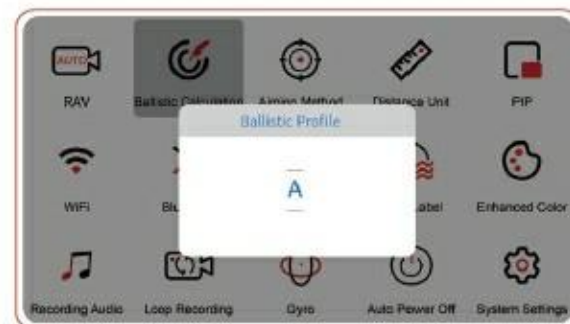 AUTO
RAV
Ballistic Calculation
Aiming Method
Distance Unit
PIP
Ballistic Profile
A
WiFi
Enhanced Color
Recording Audio
Loop Recording
Gyro
Auto Power Off
System Settings